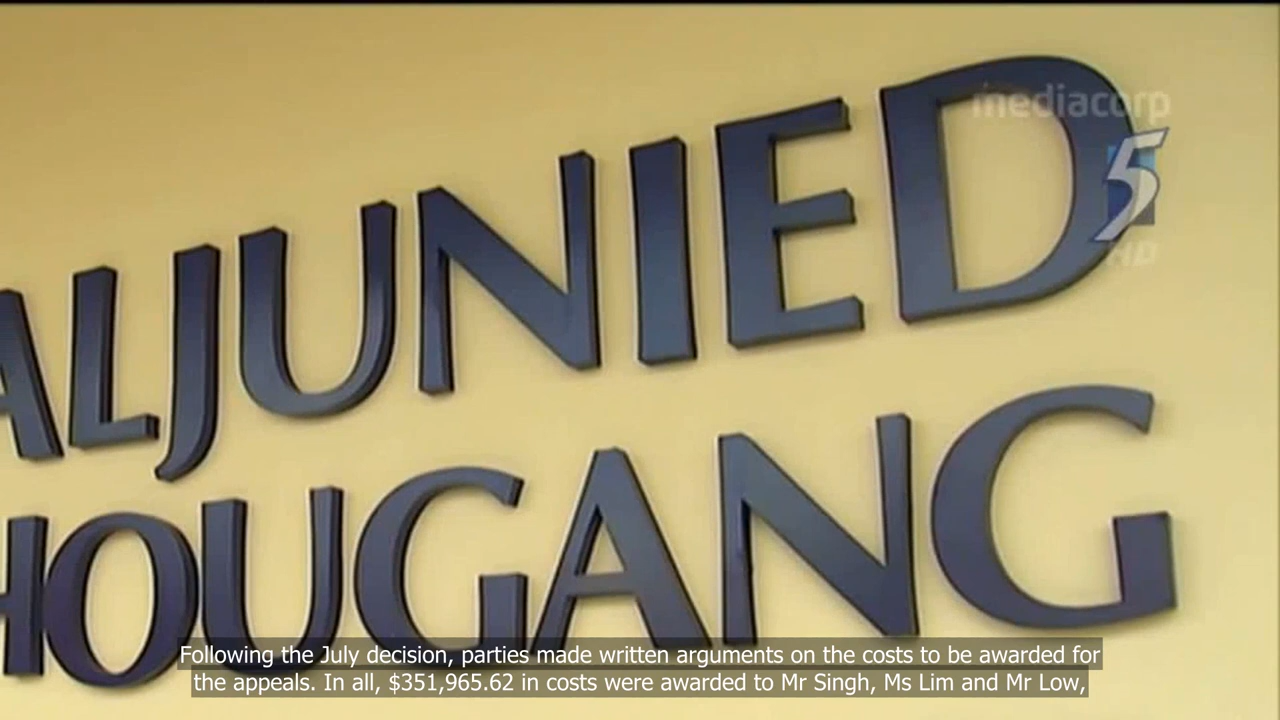 mediacorp
5
HD
ALJUNIED
HOUGANG
Following the July decision, parties made written arguments on the costs to be awarded for
the appeals. In all, $351,965.62 in costs were awarded to Mr Singh, Ms Lim and Mr Low,